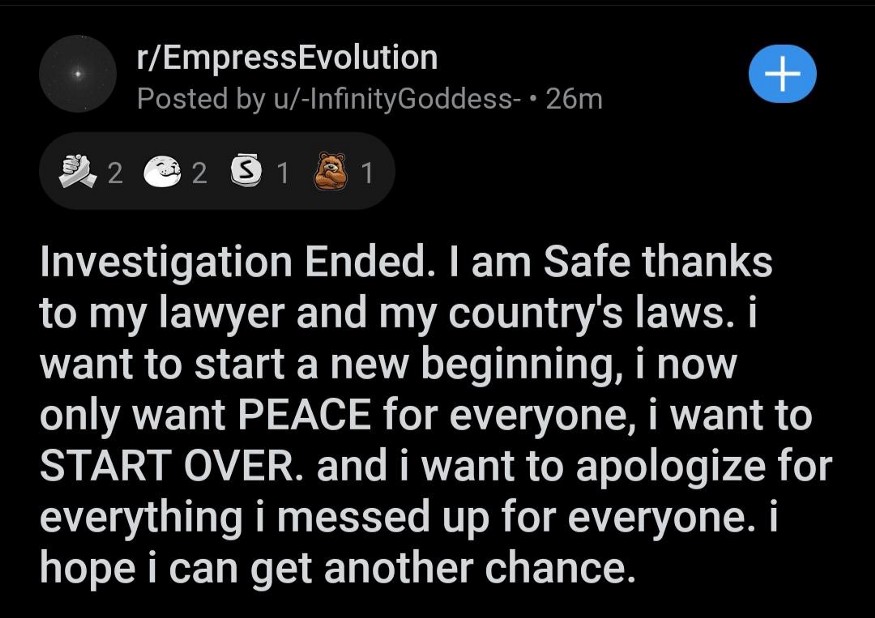 r/EmpressEvolution
Posted by u/-InfinityGoddess- • 26m
2 2 S 1 1
Investigation Ended. I am Safe thanks
to my lawyer and my country's laws. i
want to start a new beginning, i now
only want PEACE for everyone, i want to
START OVER. and i want to apologize for
everything i messed up for everyone. i
hope i can get another chance.